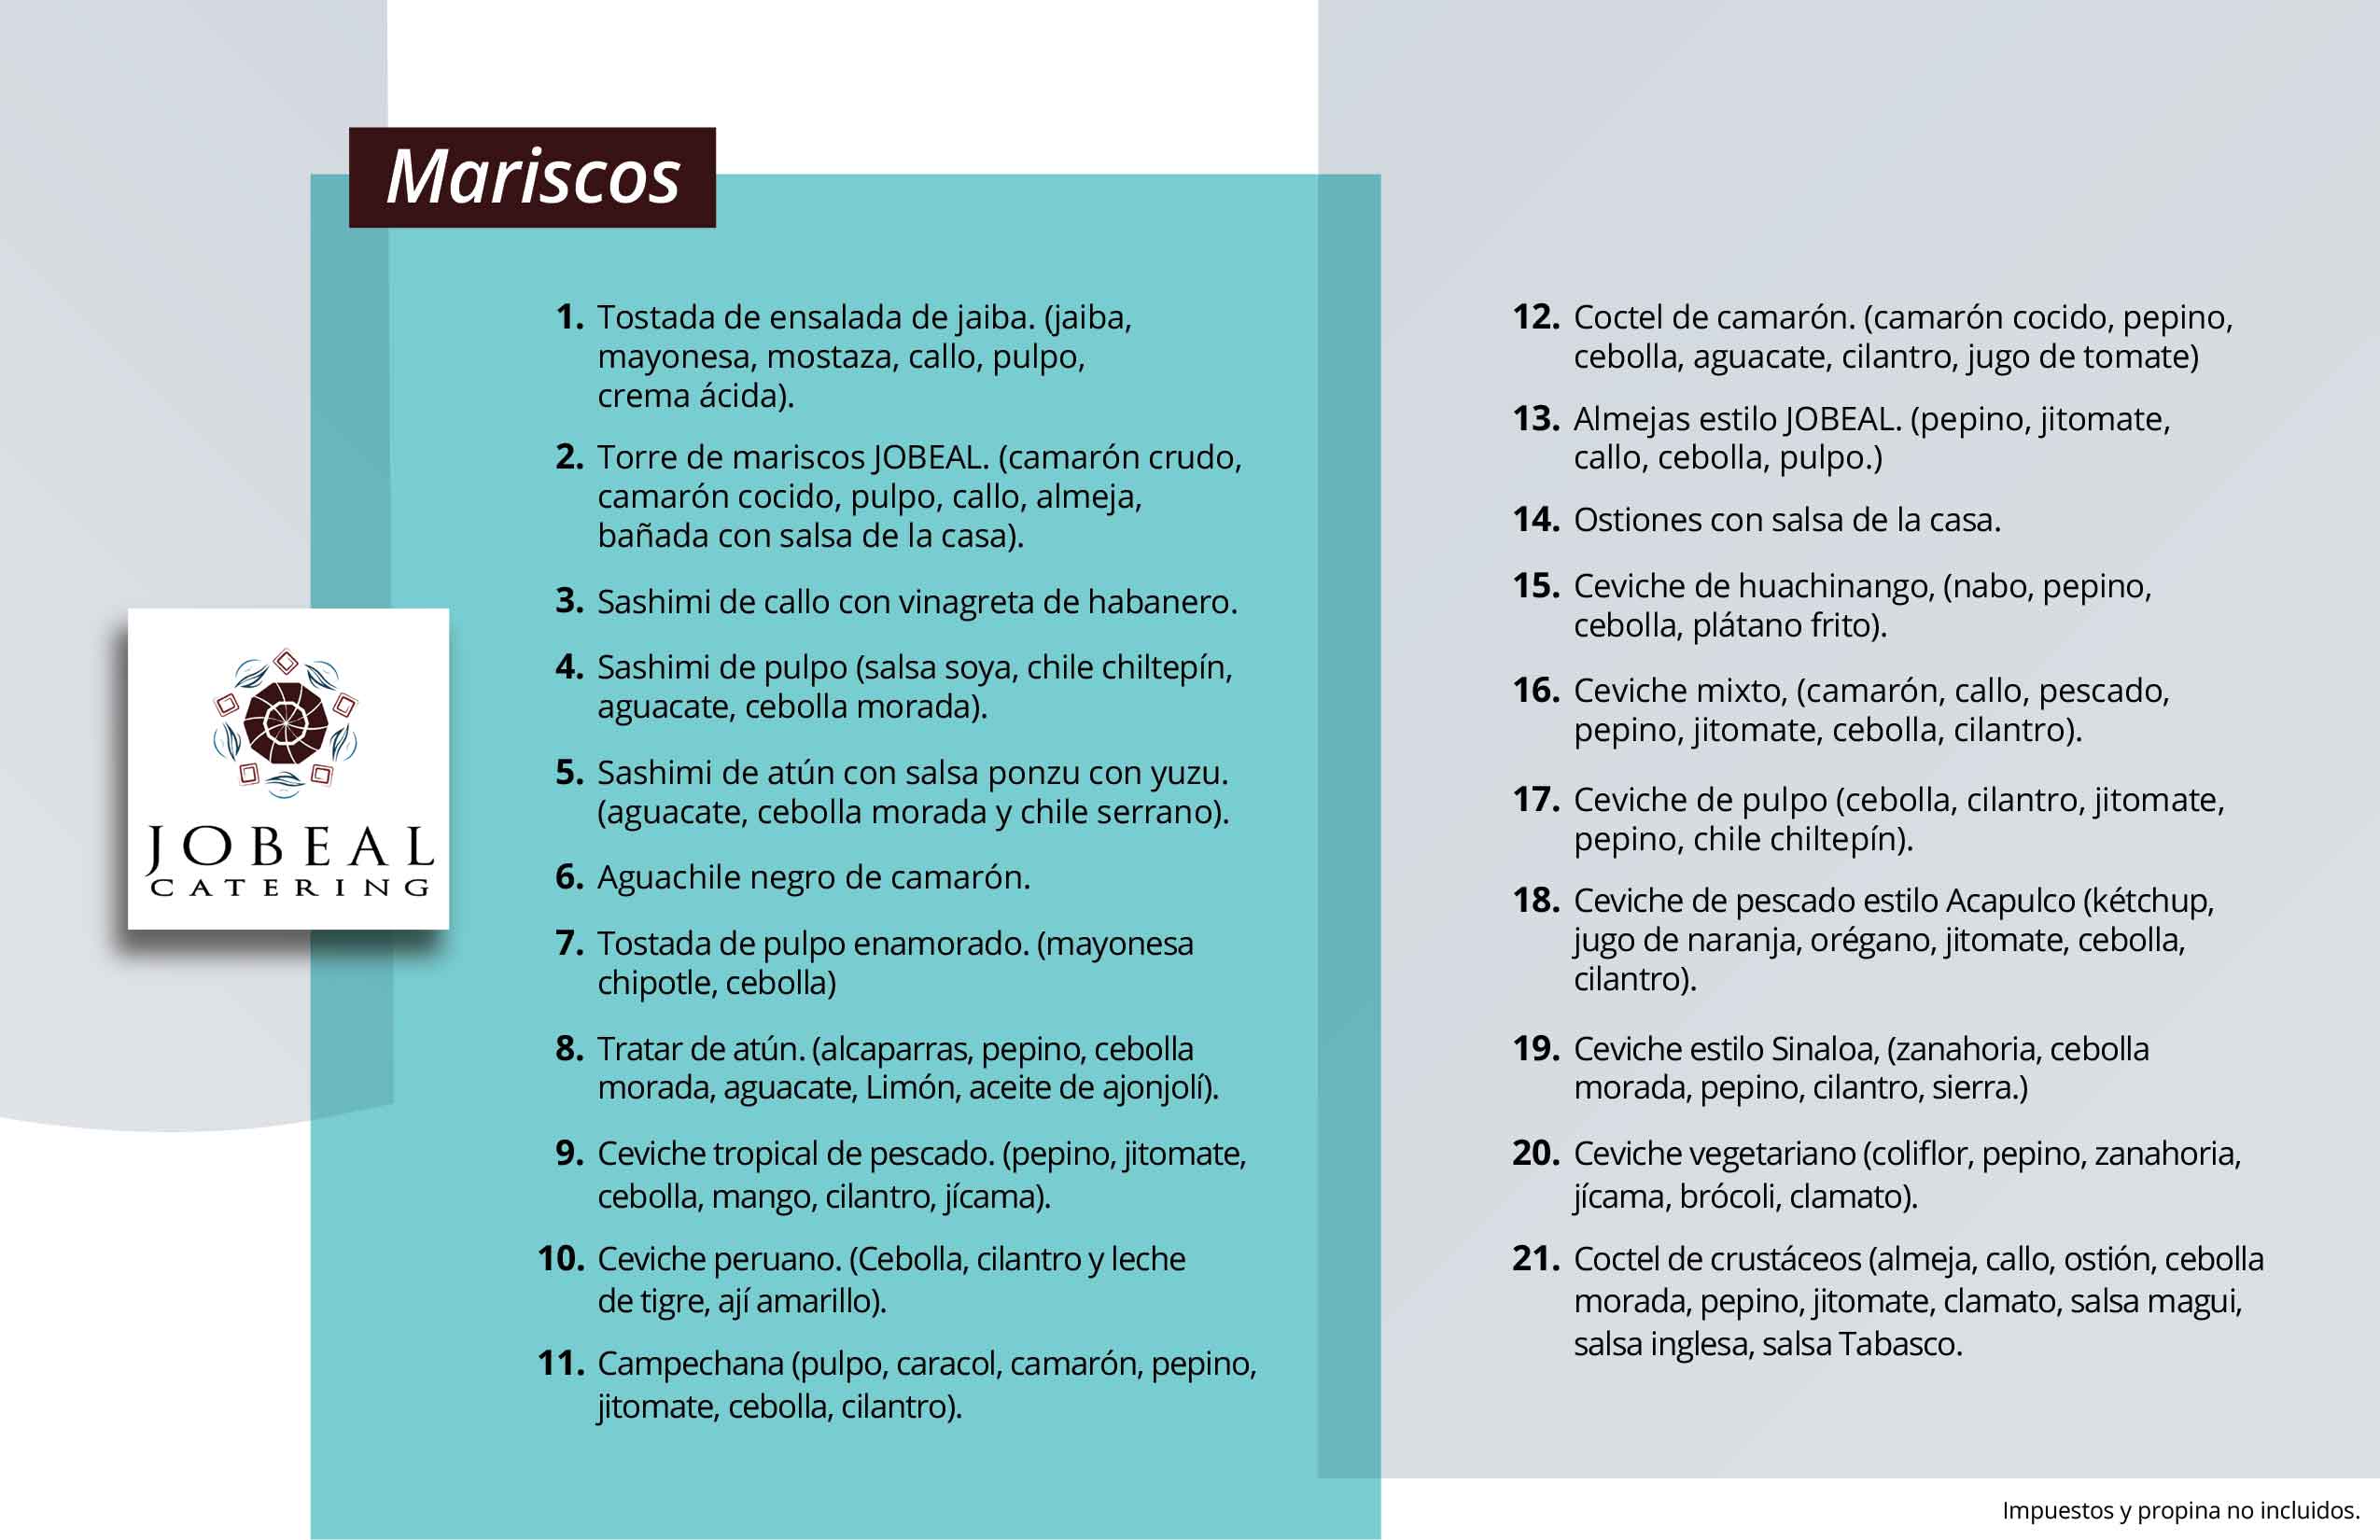 Mariscos
1. Tostada de ensalada de jaiba. (jaiba,
mayonesa, mostaza, callo, pulpo,
crema ácida).
2. Torre de mariscos JOBEAL. (camarón crudo,
camarón cocido, pulpo, callo, almeja,
bañada con salsa de la casa).
3. Sashimi de callo con vinagreta de habanero.
4. Sashimi de pulpo (salsa soya, chile chiltepín,
aguacate, cebolla morada).
5. Sashimi de atún con salsa ponzu con yuzu.
(aguacate, cebolla morada y chile serrano).
6. Aguachile negro de camarón.
7. Tostada de pulpo enamorado. (mayonesa
chipotle, cebolla)
8. Tratar de atún. (alcaparras, pepino, cebolla
morada, aguacate, Limón, aceite de ajonjolí).
9. Ceviche tropical de pescado. (pepino, jitomate,
cebolla, mango, cilantro, jícama).
10. Ceviche peruano. (Cebolla, cilantro y leche
de tigre, ají amarillo).
11. Campechana (pulpo, caracol, camarón, pepino,
jitomate, cebolla, cilantro).
12. Coctel de camarón. (camarón cocido, pepino,
cebolla, aguacate, cilantro, jugo de tomate)
13. Almejas estilo JOBEAL. (pepino, jitomate,
callo, cebolla, pulpo.)
14. Ostiones con salsa de la casa.
15. Ceviche de huachinango, (nabo, pepino,
cebolla, plátano frito).
16. Ceviche mixto, (camarón, callo, pescado,
pepino, jitomate, cebolla, cilantro).
17. Ceviche de pulpo (cebolla, cilantro, jitomate,
pepino, chile chiltepín).
18. Ceviche de pescado estilo Acapulco (kétchup,
jugo de naranja, orégano, jitomate, cebolla,
cilantro).
19. Ceviche estilo Sinaloa, (zanahoria, cebolla
morada, pepino, cilantro, sierra.)
20. Ceviche vegetariano (coliflor, pepino, zanahoria,
jícama, brócoli, clamato).
21. Coctel de crustáceos (almeja, callo, ostión, cebolla
morada, pepino, jitomate, clamato, salsa magui,
salsa inglesa, salsa Tabasco.
JOBEAL
CATERING
Impuestos y propina no incluidos.